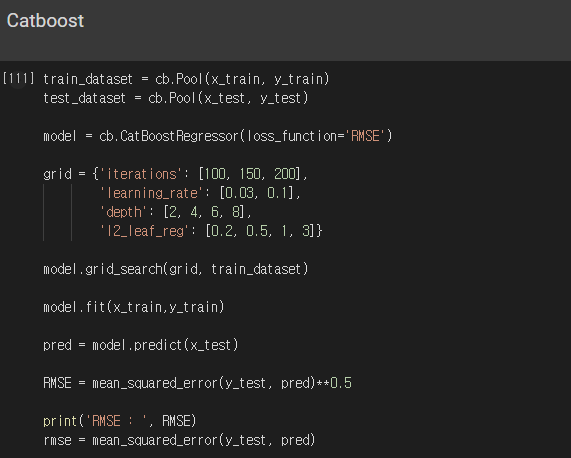 Catboost
[111] train_dataset = cb.Pool(x_train, y_train)
test_dataset = cb.Pool(x_test, y_test)
model = cb.CatBoostRegressor(loss_function='RMSE')
grid = {'iterations': [100, 150, 200],
'learning_rate': [0.03, 0.1],
'depth': [2, 4, 6, 8],
'l2_leaf_reg': [0.2, 0.5, 1, 3]}
model.grid_search(grid, train_dataset)
model.fit(x_train,y_train)
pred = model.predict(x_test)
RMSE = mean_squared_error(y_test, pred)**0.5
print('RMSE : ', RMSE)
rmse = mean_squared_error(y_test, pred)